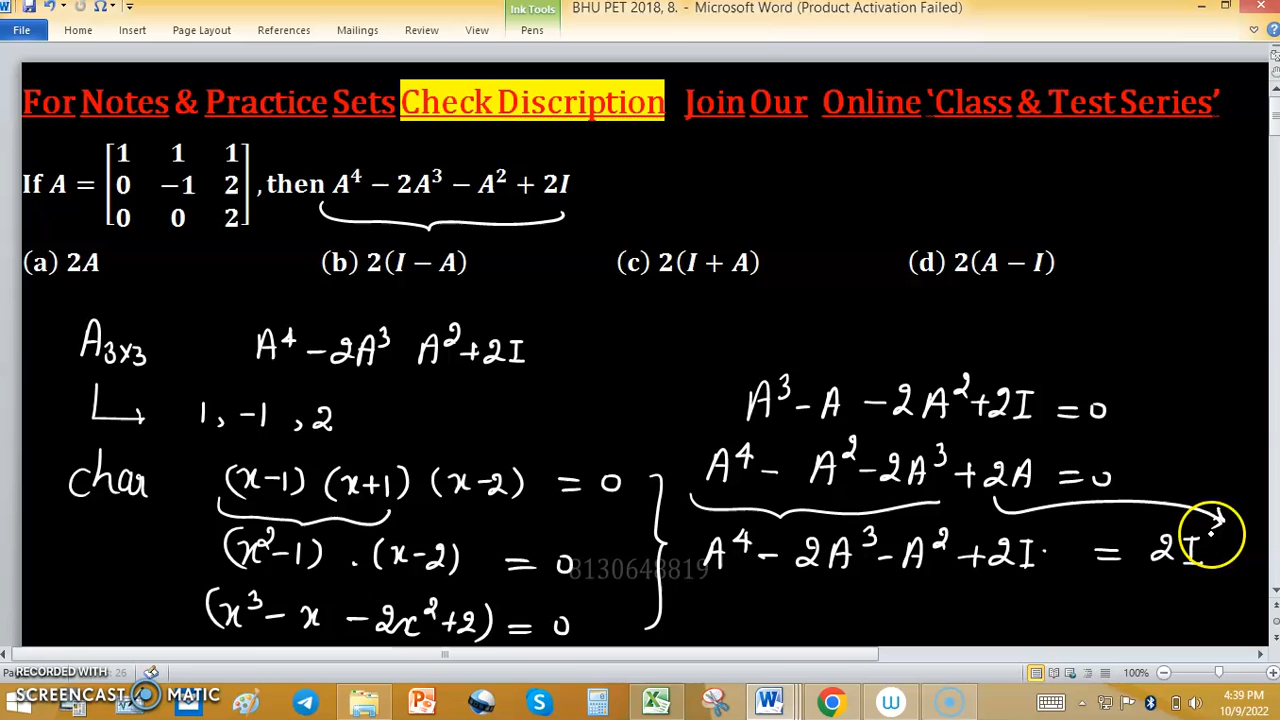 Ink Tools
BHU PET 2018, 8. - Microsoft Word (Product Activation Failed)
File Home Insert Page Layout References Mailings Review View Pens
For Notes & Practice Sets Check Discription Join Our Online ‘Class & Test Series’
If A = [1 1 1
0 −1 2
0 0 2], then A⁴ − 2A³ − A² + 2I
(a) 2A (b) 2(I − A) (c) 2(I + A) (d) 2(A − I)
A₃ₓ₃ A⁴ - 2A³ A² + 2I
1, -1, 2
char (x-1) (x+1) (x-2) = 0
(x²-1) . (x-2) = 0
(x³ - x - 2x² + 2) = 0
A³ - A - 2A² + 2I = 0
A⁴ - A² - 2A³ + 2A = 0
A⁴ - 2A³ - A² + 2I = 2I
8130648819
100%
RECORDED WITH
SCREENCAST MATIC
26
4:39 PM
10/9/2022